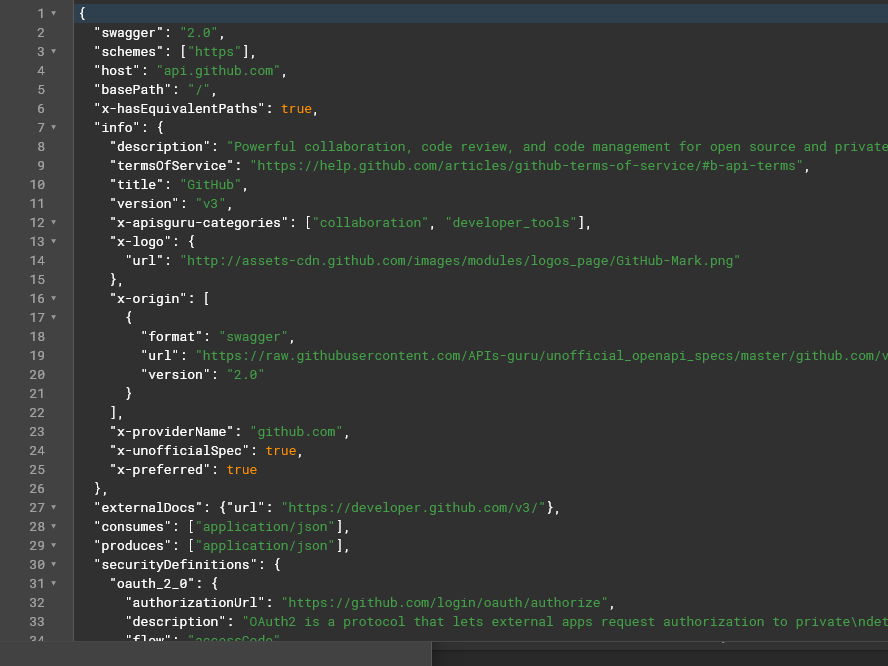 1 {
2 "swagger": "2.0",
3 "schemes": ["https"],
4 "host": "api.github.com",
5 "basePath": "/",
6 "x-hasEquivalentPaths": true,
7 "info": {
8 "description": "Powerful collaboration, code review, and code management for open source and private
9 "termsOfService": "https://help.github.com/articles/github-terms-of-service/#b-api-terms",
10 "title": "GitHub",
11 "version": "v3",
12 "x-apisguru-categories": ["collaboration", "developer_tools"],
13 "x-logo": {
14 "url": "http://assets-cdn.github.com/images/modules/logos_page/GitHub-Mark.png"
15 },
16 "x-origin": [
17 {
18 "format": "swagger",
19 "url": "https://raw.githubusercontent.com/APIs-guru/unofficial_openapi_specs/master/github.com/v
20 "version": "2.0"
21 }
22 ],
23 "x-providerName": "github.com",
24 "x-unofficialSpec": true,
25 "x-preferred": true
26 },
27 "externalDocs": {"url": "https://developer.github.com/v3/"},
28 "consumes": ["application/json"],
29 "produces": ["application/json"],
30 "securityDefinitions": {
31 "oauth_2_0": {
32 "authorizationUrl": "https://github.com/login/oauth/authorize",
33 "description": "OAuth2 is a protocol that lets external apps request authorization to private\ndet
34 "flow": "accessCode"